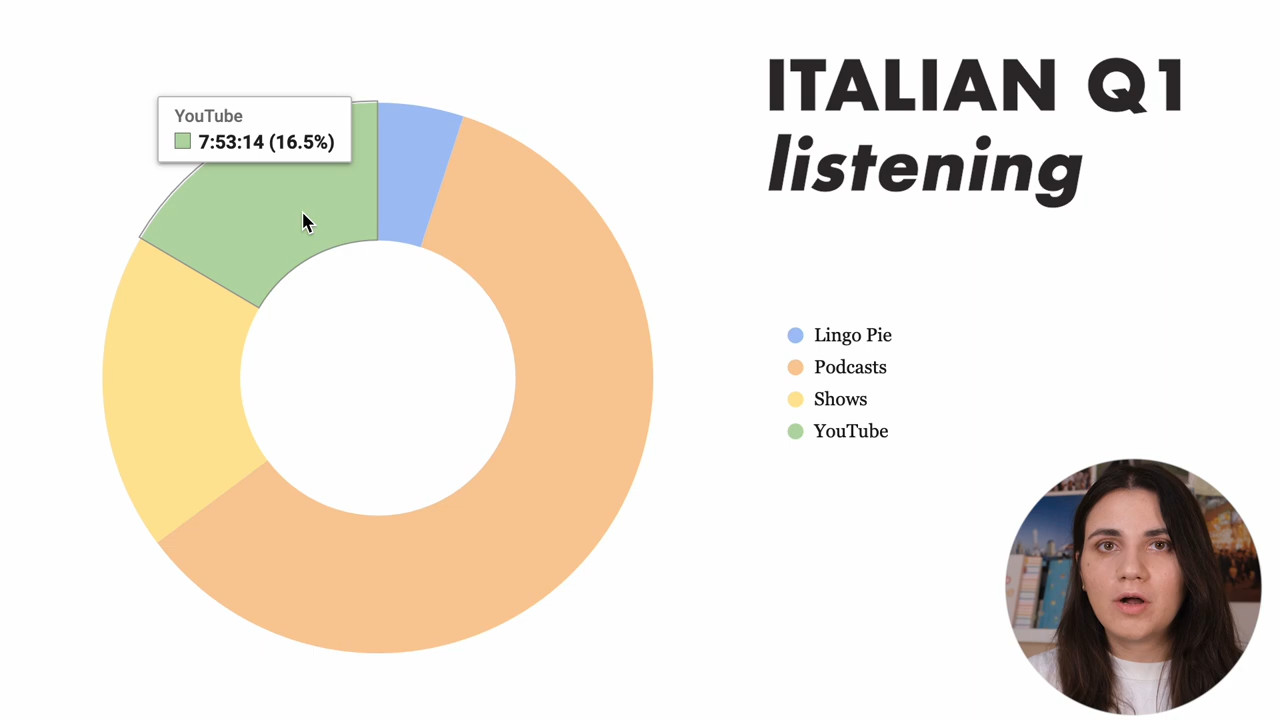 YouTube
7:53:14 (16.5%)
ITALIAN Q1
listening
Lingo Pie
Podcasts
Shows
YouTube